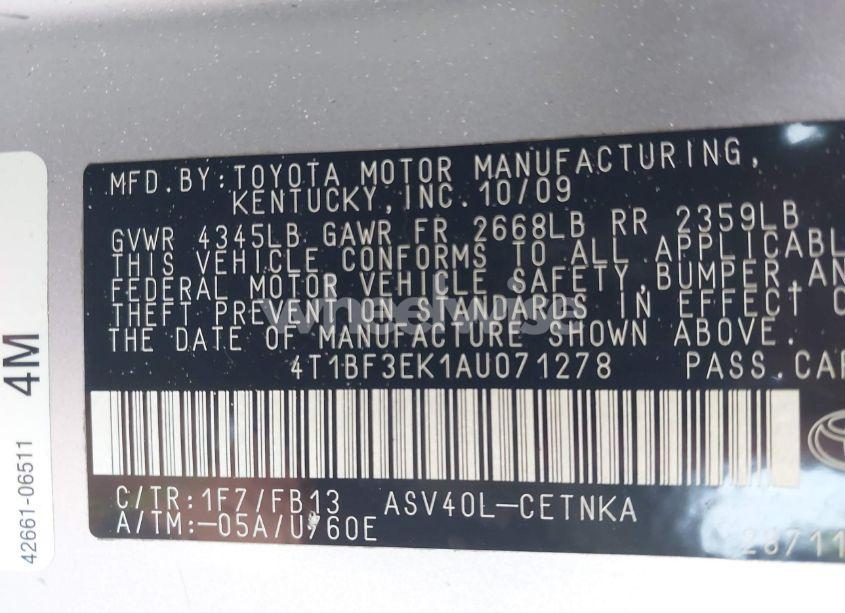 MFD.BY:TOYOTA MOTOR MANUFACTURING,
KENTUCKY,INC.10/09
GVWR 4345LB GAWR FR 2668LB RR 2359LB
THIS VEHICLE CONFORMS TO ALL APPLICABL
FEDERAL MOTOR VEHICLE SAFETY,BUMPER,AN
THEFT PREVENTION STANDARDS IN EFFECT
THE DATE OF MANUFACTURE SHOWN ABOVE.
4T1BF3EK1AU071278 PASS.CAR
C/TR:1F7/FB13 ASV40L-CETNKA
A/TM:-05A/U760E
28711
42661-06511 4M
wheelwise